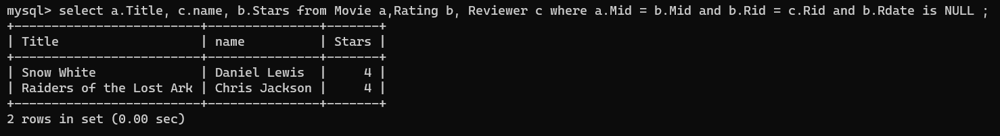 mysql> select a.Title, c.name, b.Stars from Movie a,Rating b, Reviewer c where a.Mid = b.Mid and b.Rid = c.Rid and b.Rdate is NULL ;
+-------------------------+---------------+-------+
| Title                   | name          | Stars |
+-------------------------+---------------+-------+
| Snow White              | Daniel Lewis  |     4 |
| Raiders of the Lost Ark | Chris Jackson |     4 |
+-------------------------+---------------+-------+
2 rows in set (0.00 sec)